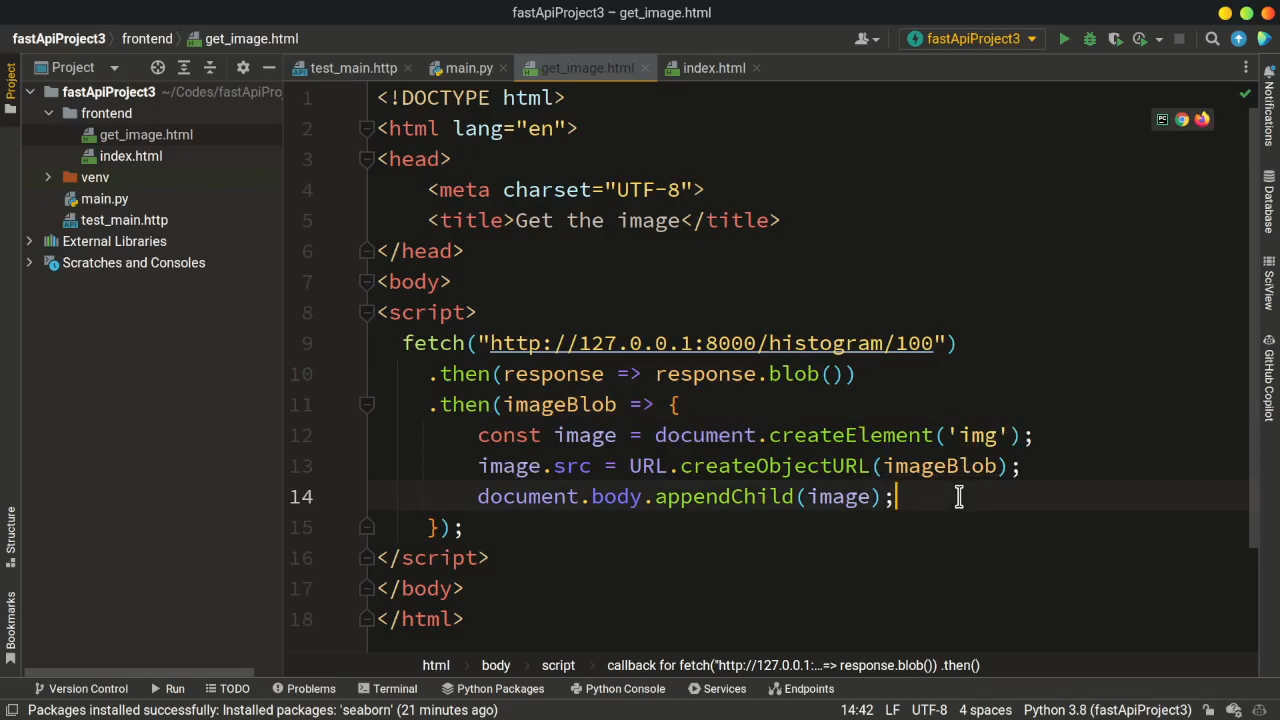 fastApiProject3 – get_image.html
fastApiProject3
frontend
get_image.html
fastApiProject3
Project
Project
test_main.http
main.py
get_image.html
index.html
fastApiProject3 ~/Codes/fastApiPro
frontend
get_image.html
index.html
venv
main.py
test_main.http
External Libraries
Scratches and Consoles
1 <!DOCTYPE html>
2 <html lang="en">
3 <head>
4 <meta charset="UTF-8">
5 <title>Get the image</title>
6 </head>
7 <body>
8 <script>
9 fetch("http://127.0.0.1:8000/histogram/100")
10 .then(response => response.blob())
11 .then(imageBlob => {
12 const image = document.createElement('img');
13 image.src = URL.createObjectURL(imageBlob);
14 document.body.appendChild(image);
15 });
16 </script>
17 </body>
18 </html>
Notifications
Database
SciView
GitHub Copilot
Structure
Bookmarks
html
body
script
callback for fetch("http://127.0.0.1:...=> response.blob()) .then()
Version Control
Run
TODO
Problems
Terminal
Python Packages
Python Console
Services
Endpoints
Packages installed successfully: Installed packages: 'seaborn' (21 minutes ago)
14:42
LF
UTF-8
4 spaces
Python 3.8 (fastApiProject3)